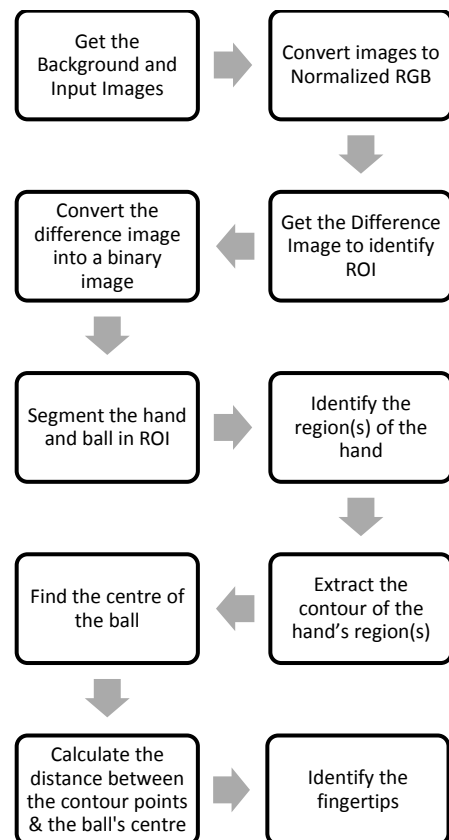 Get the
Background and
Input Images
Convert images to
Normalized RGB
Get the Difference
Image to identify
ROI
Convert the
difference image
into a binary
image
Segment the hand
and ball in ROI
Identify the
region(s) of the
hand
Extract the
contour of the
hand’s region(s)
Find the centre of
the ball
Calculate the
distance between
the contour points
& the ball's centre
Identify the
fingertips